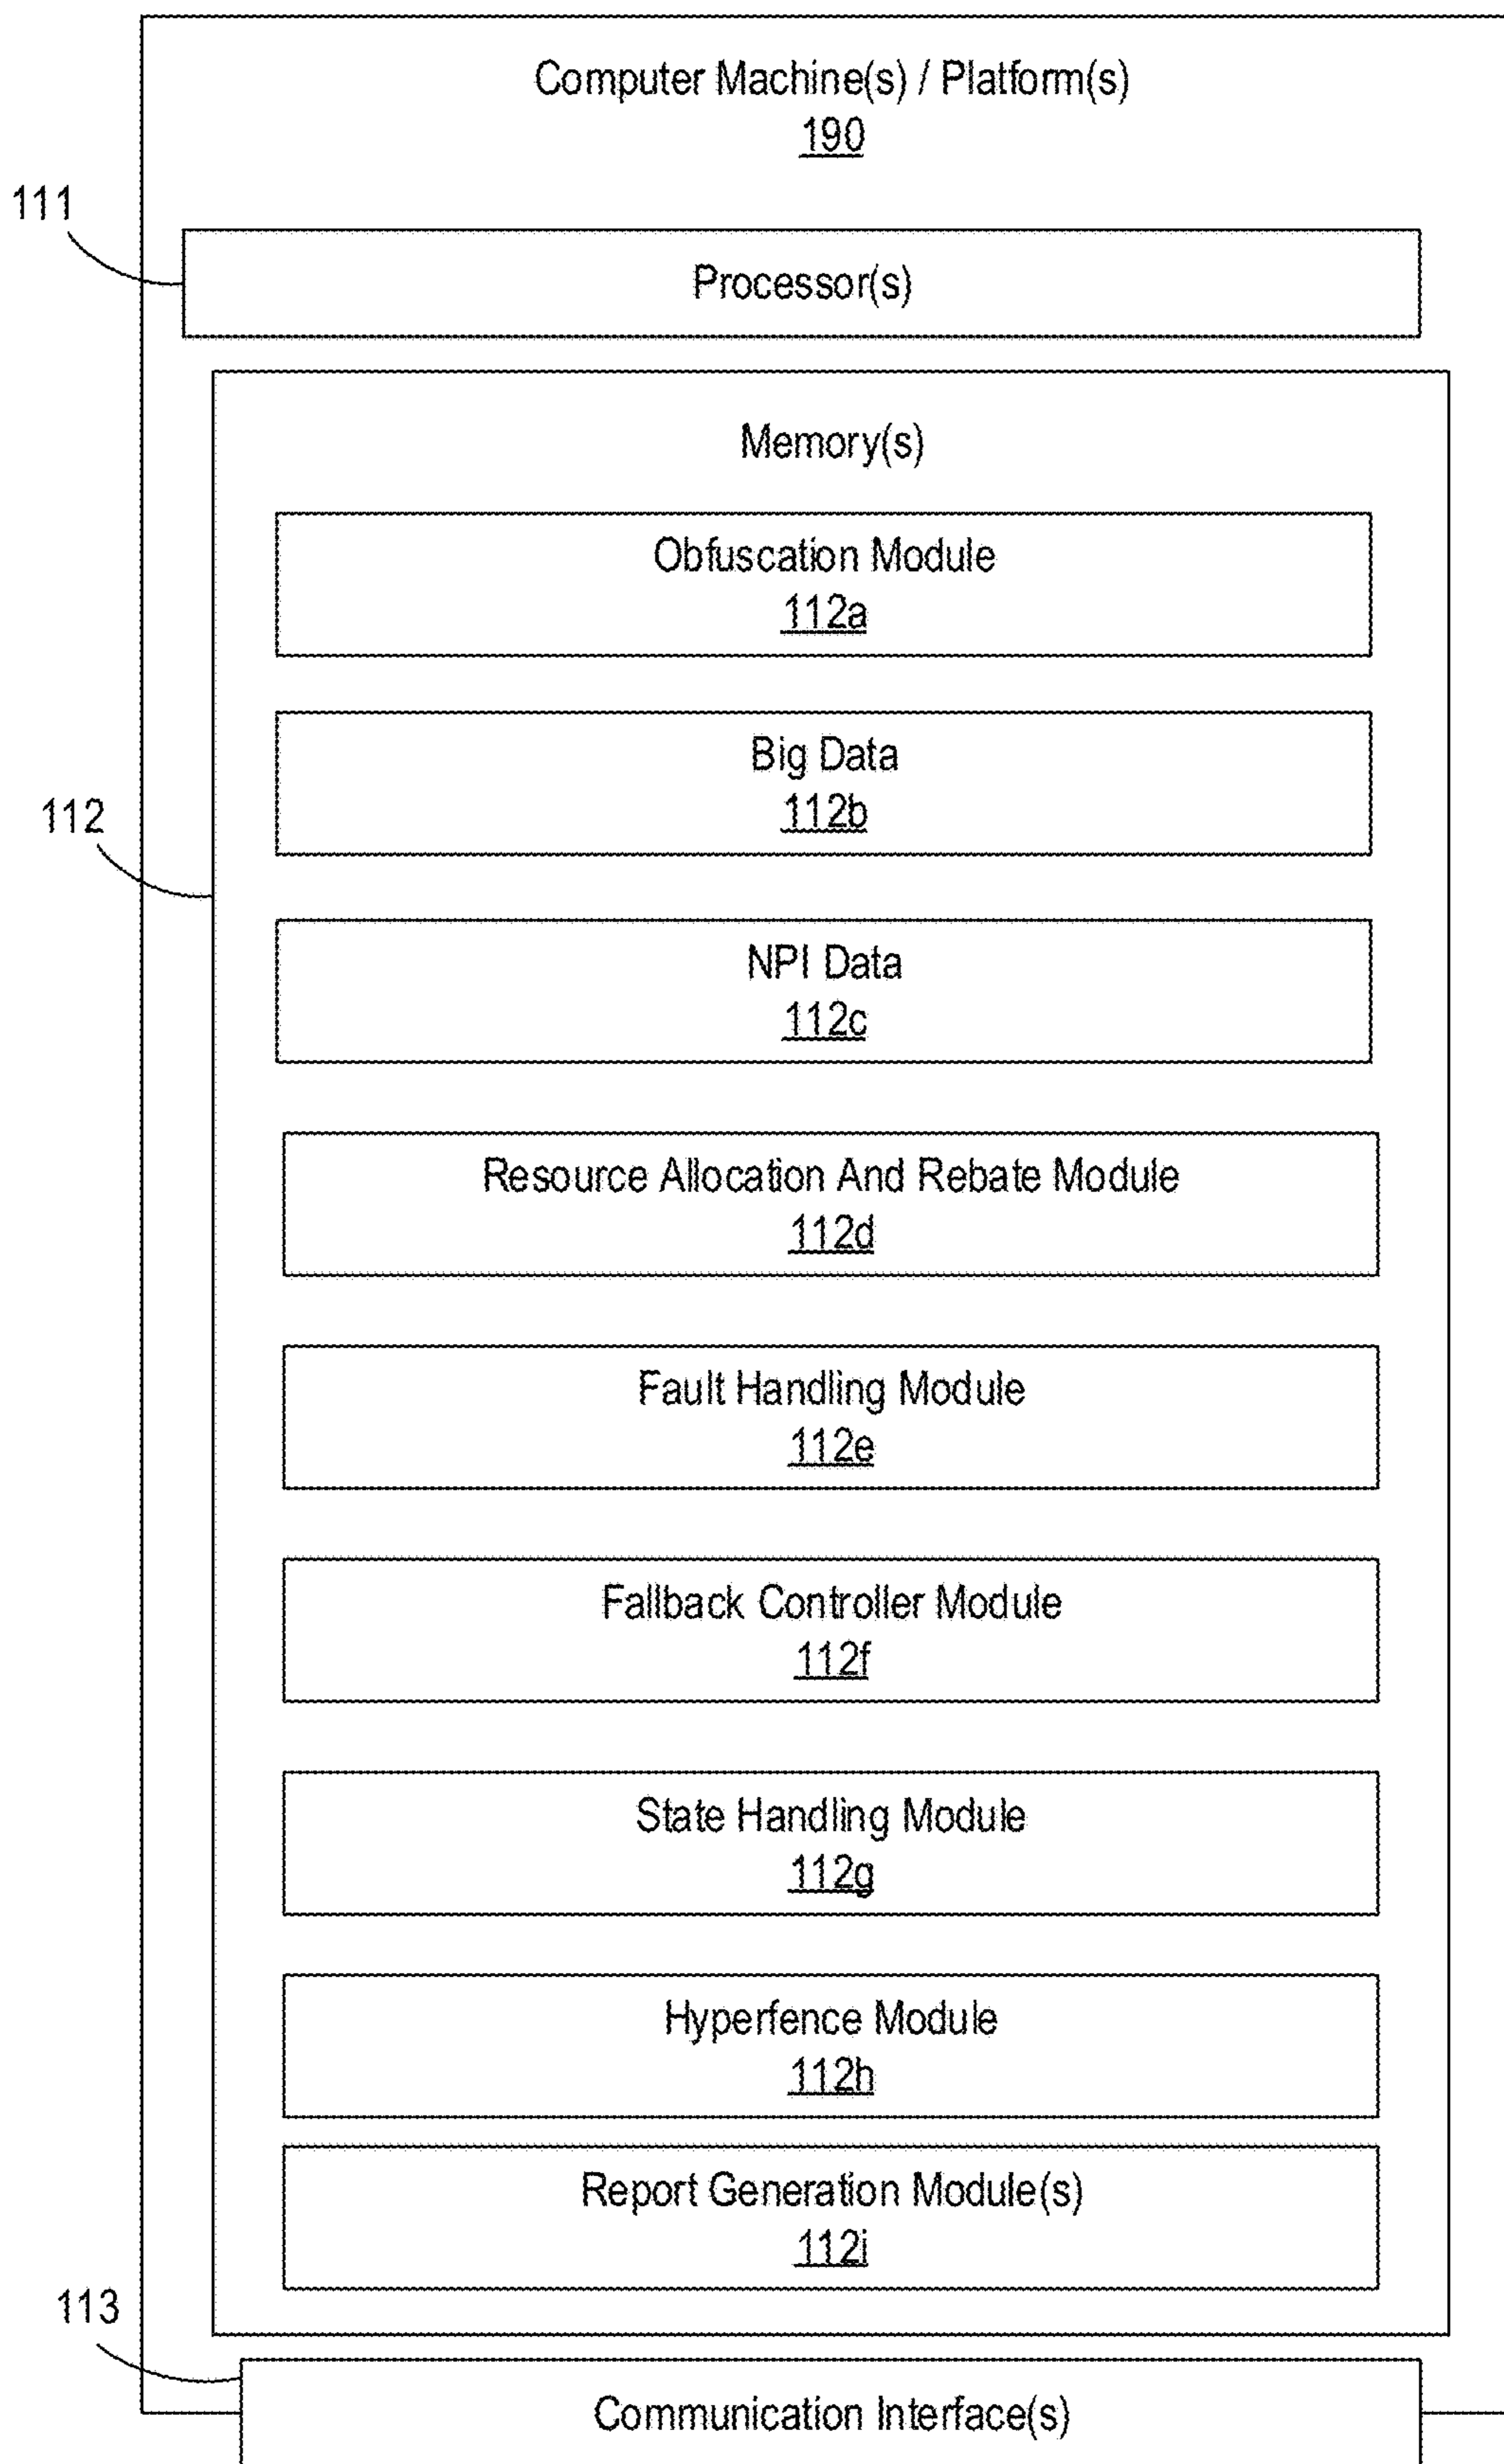 Computer Machine(s) / Platform(s)
190
111
Processor(s)
Memory(s)
Obfuscation Module
112a
Big Data
112b
112
NPI Data
112c
Resource Allocation And Rebate Module
112d
Fault Handling Module
112e
Fallback Controller Module
112f
State Handling Module
112g
Hyperfence Module
112h
Report Generation Module(s)
112i
113
Communication Interface(s)